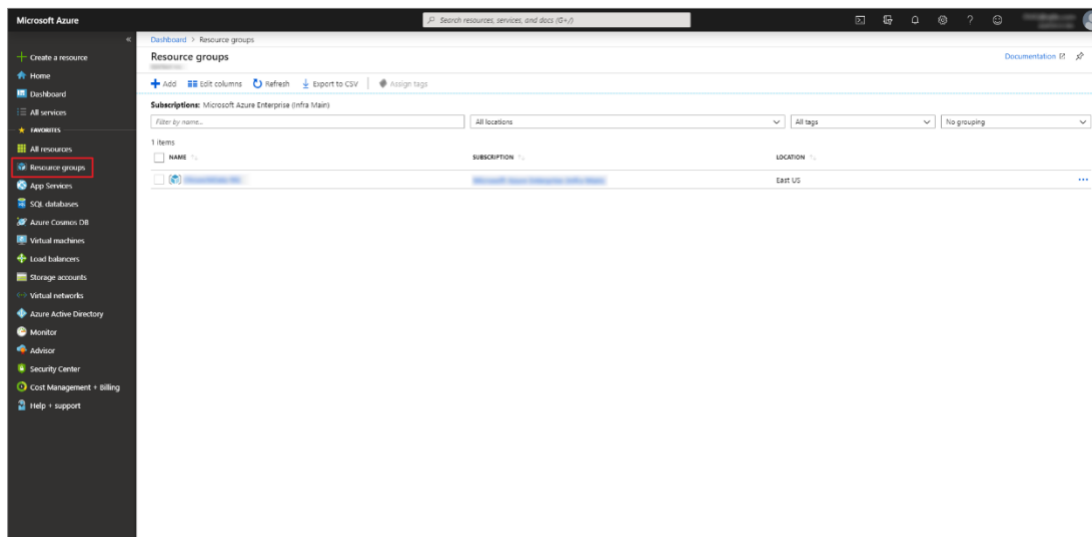 Microsoft Azure
Search resources, services, and docs (G+/)
«
Create a resource
Home
Dashboard
All services
FAVORITES
All resources
Resource groups
App Services
SQL databases
Azure Cosmos DB
Virtual machines
Load balancers
Storage accounts
Virtual networks
Azure Active Directory
Monitor
Advisor
Security Center
Cost Management + Billing
Help + support
Dashboard > Resource groups
Resource groups
Documentation
Add Edit columns Refresh Export to CSV Assign tags
Subscriptions: Microsoft Azure Enterprise (Infra Main)
Filter by name... All locations All tags No grouping
1 items
NAME SUBSCRIPTION LOCATION
East US